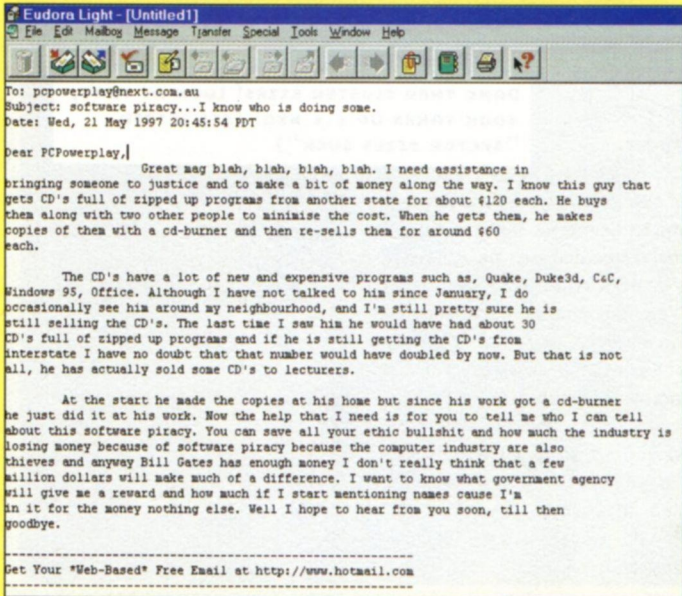 Eudora Light - [Untitled1]
File Edit Mailbox Message Transfer Special Tools Window Help
To: pcpowerplay@next.com.au
Subject: software piracy...I know who is doing some.
Date: Wed, 21 May 1997 20:45:54 PDT
Dear PCPowerplay,
Great mag blah, blah, blah, blah. I need assistance in
bringing someone to justice and to make a bit of money along the way. I know this guy that
gets CD's full of zipped up programs from another state for about $120 each. He buys
them along with two other people to minimise the cost. When he gets them, he makes
copies of them with a cd-burner and then re-sells them for around $60
each.
The CD's have a lot of new and expensive programs such as, Quake, Duke3d, C&C,
Windows 95, Office. Although I have not talked to him since January, I do
occasionally see him around my neighbourhood, and I'm still pretty sure he is
still selling the CD's. The last time I saw him he would have had about 30
CD's full of zipped up programs and if he is still getting the CD's from
interstate I have no doubt that that number would have doubled by now. But that is not
all, he has actually sold some CD's to lecturers.
At the start he made the copies at his home but since his work got a cd-burner
he just did it at his work. Now the help that I need is for you to tell me who I can tell
about this software piracy. You can save all your ethic bullshit and how much the industry is
losing money because of software piracy because the computer industry are also
thieves and anyway Bill Gates has enough money I don't really think that a few
million dollars will make much of a difference. I want to know what government agency
will give me a reward and how much if I start mentioning names cause I'm
in it for the money nothing else. Well I hope to hear from you soon, till then
goodbye.
Get Your *Web-Based* Free Email at http://www.hotmail.com